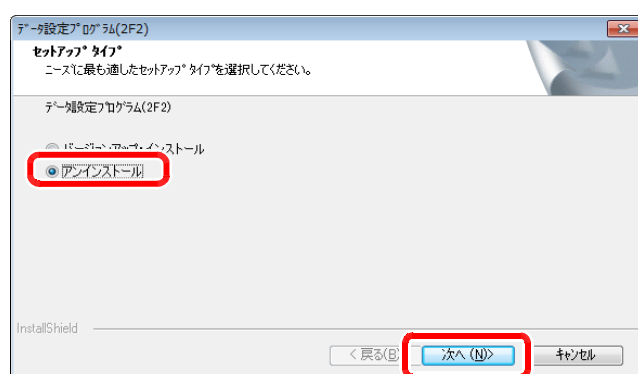 データ設定プログラム(2F2)
セットアップ タイプ
ニーズに最も適したセットアップ タイプを選択してください。
データ設定プログラム(2F2)
バージョンアップ・インストール
アンインストール
InstallShield
< 戻る(B) 次へ (N)> キャンセル